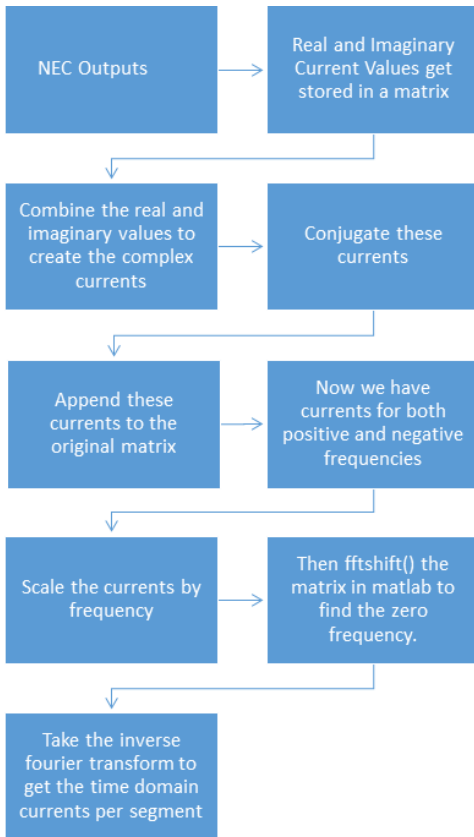 NEC Outputs
Real and Imaginary
Current Values get
stored in a matrix
Combine the real and
imaginary values to
create the complex
currents
Conjugate these
currents
Append these
currents to the
original matrix
Now we have
currents for both
positive and negative
frequencies
Scale the currents by
frequency
Then fftshift() the
matrix in matlab to
find the zero
frequency.
Take the inverse
fourier transform to
get the time domain
currents per segment